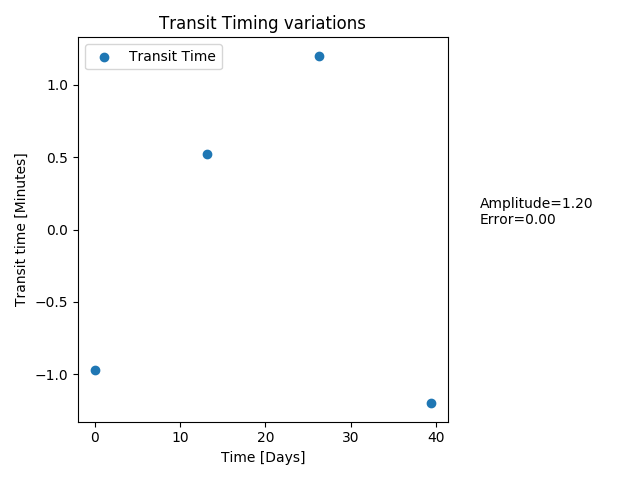 Transit Timing variations
Transit Time
1.0
0.5
0.0
−0.5
−1.0
Transit time [Minutes]
Amplitude=1.20
Error=0.00
0 10 20 30 40
Time [Days]